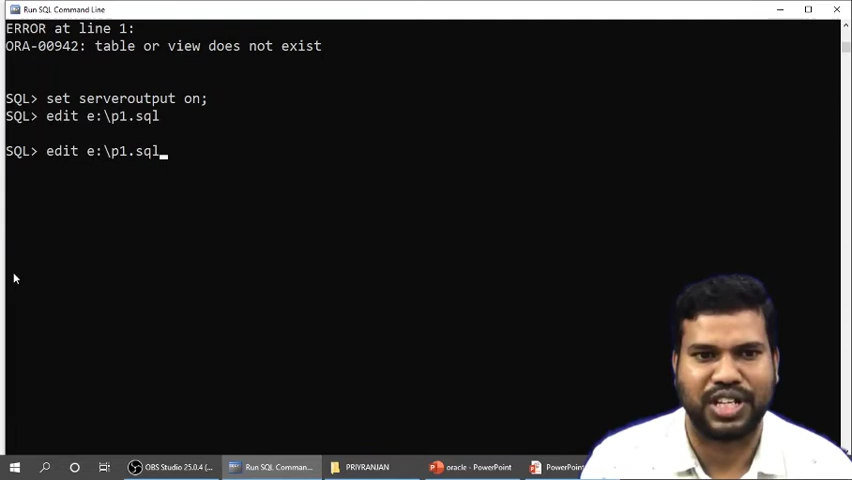 Run SQL Command Line
ERROR at line 1:
ORA-00942: table or view does not exist
SQL> set serveroutput on;
SQL> edit e:\p1.sql
SQL> edit e:\p1.sql
OBS Studio 25.0.4 (...
Run SQL Comman...
PRIYRANJAN
oracle - PowerPoint
PowerPoint